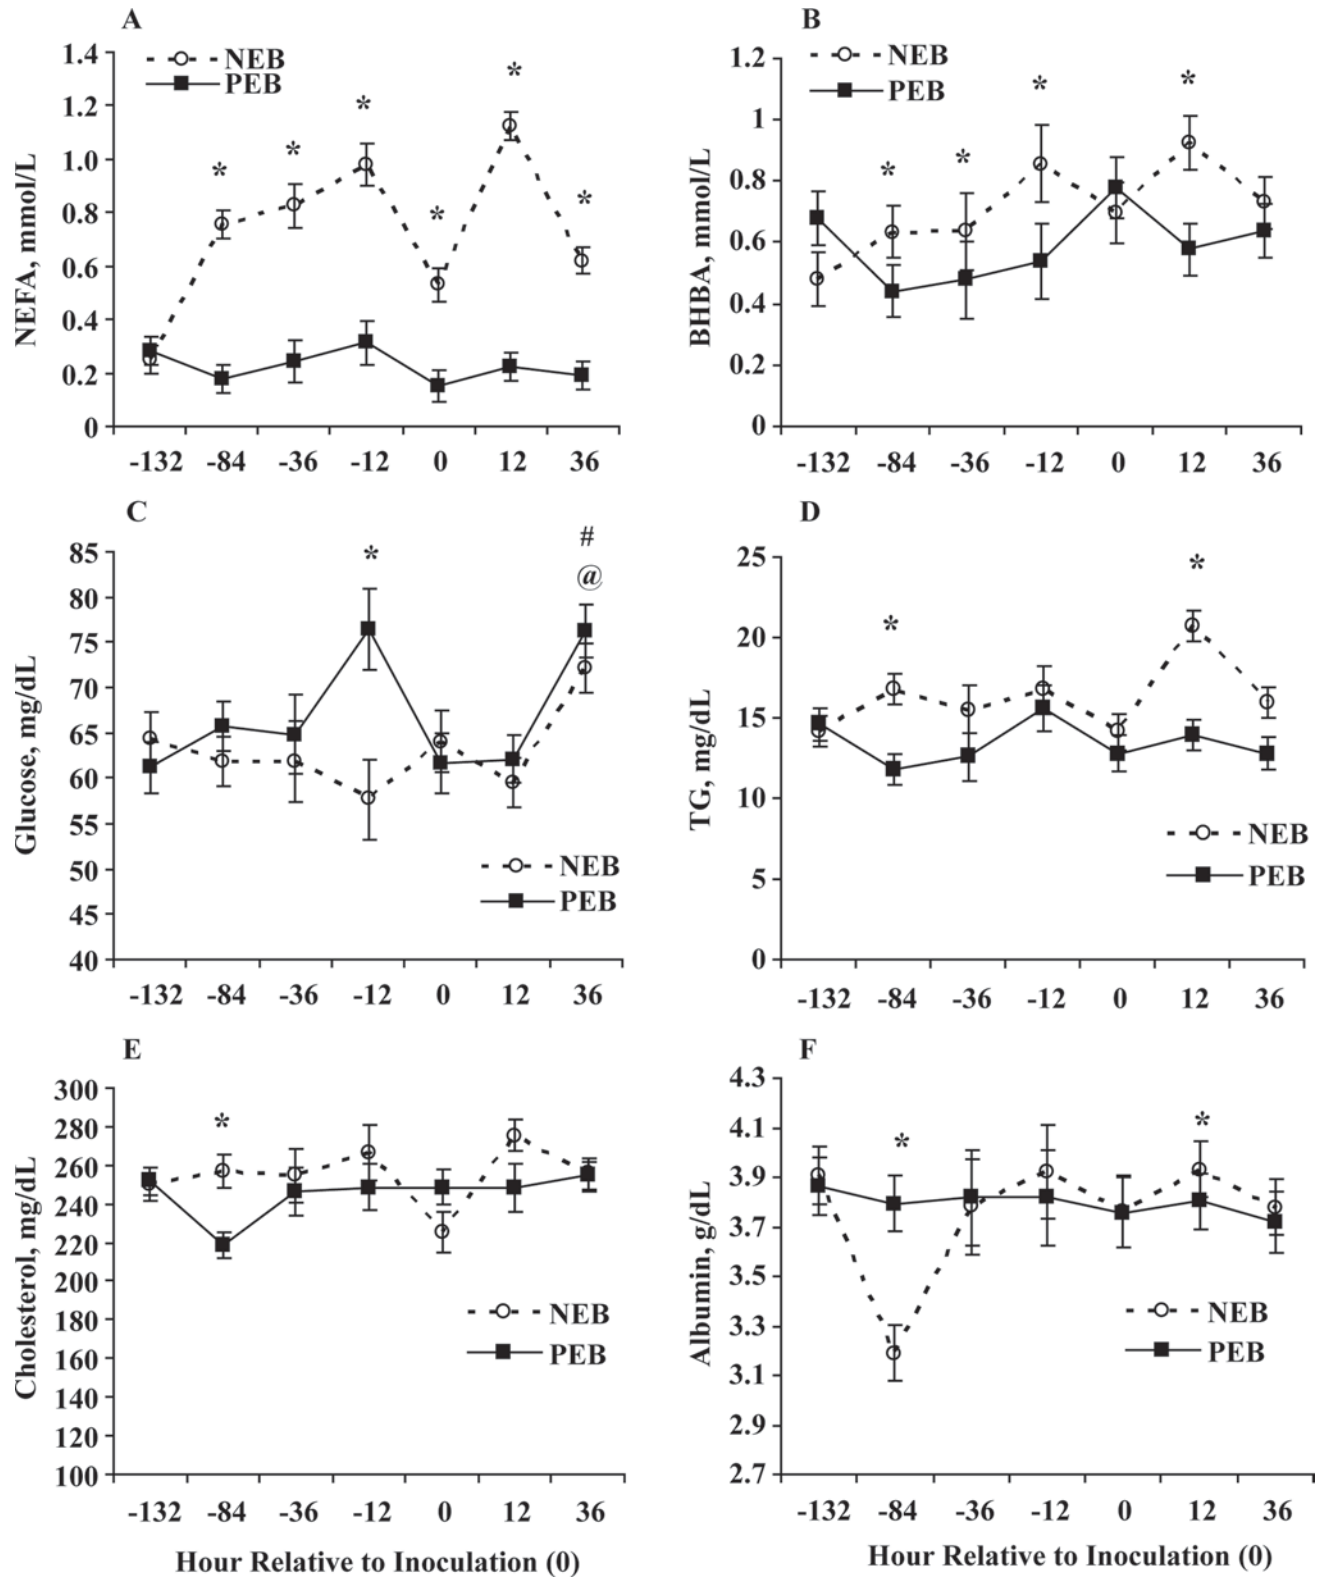 A
NEB
PEB
*
*
*
*
*
*
NEFA, mmol/L
1.4
1.2
1.0
0.8
0.6
0.4
0.2
0
-132 -84 -36 -12 0 12 36
B
NEB
PEB
*
*
*
*
BHBA, mmol/L
1.2
1
0.8
0.6
0.4
0.2
0
-132 -84 -36 -12 0 12 36
C
*
#
@
Glucose, mg/dL
85
80
75
70
65
60
55
50
45
40
NEB
PEB
-132 -84 -36 -12 0 12 36
D
*
*
TG, mg/dL
25
20
15
10
5
0
NEB
PEB
-132 -84 -36 -12 0 12 36
E
*
Cholesterol, mg/dL
300
280
260
240
220
200
180
160
140
120
100
NEB
PEB
-132 -84 -36 -12 0 12 36
Hour Relative to Inoculation (0)
F
*
*
Albumin, g/dL
4.3
4.1
3.9
3.7
3.5
3.3
3.1
2.9
2.7
NEB
PEB
-132 -84 -36 -12 0 12 36
Hour Relative to Inoculation (0)